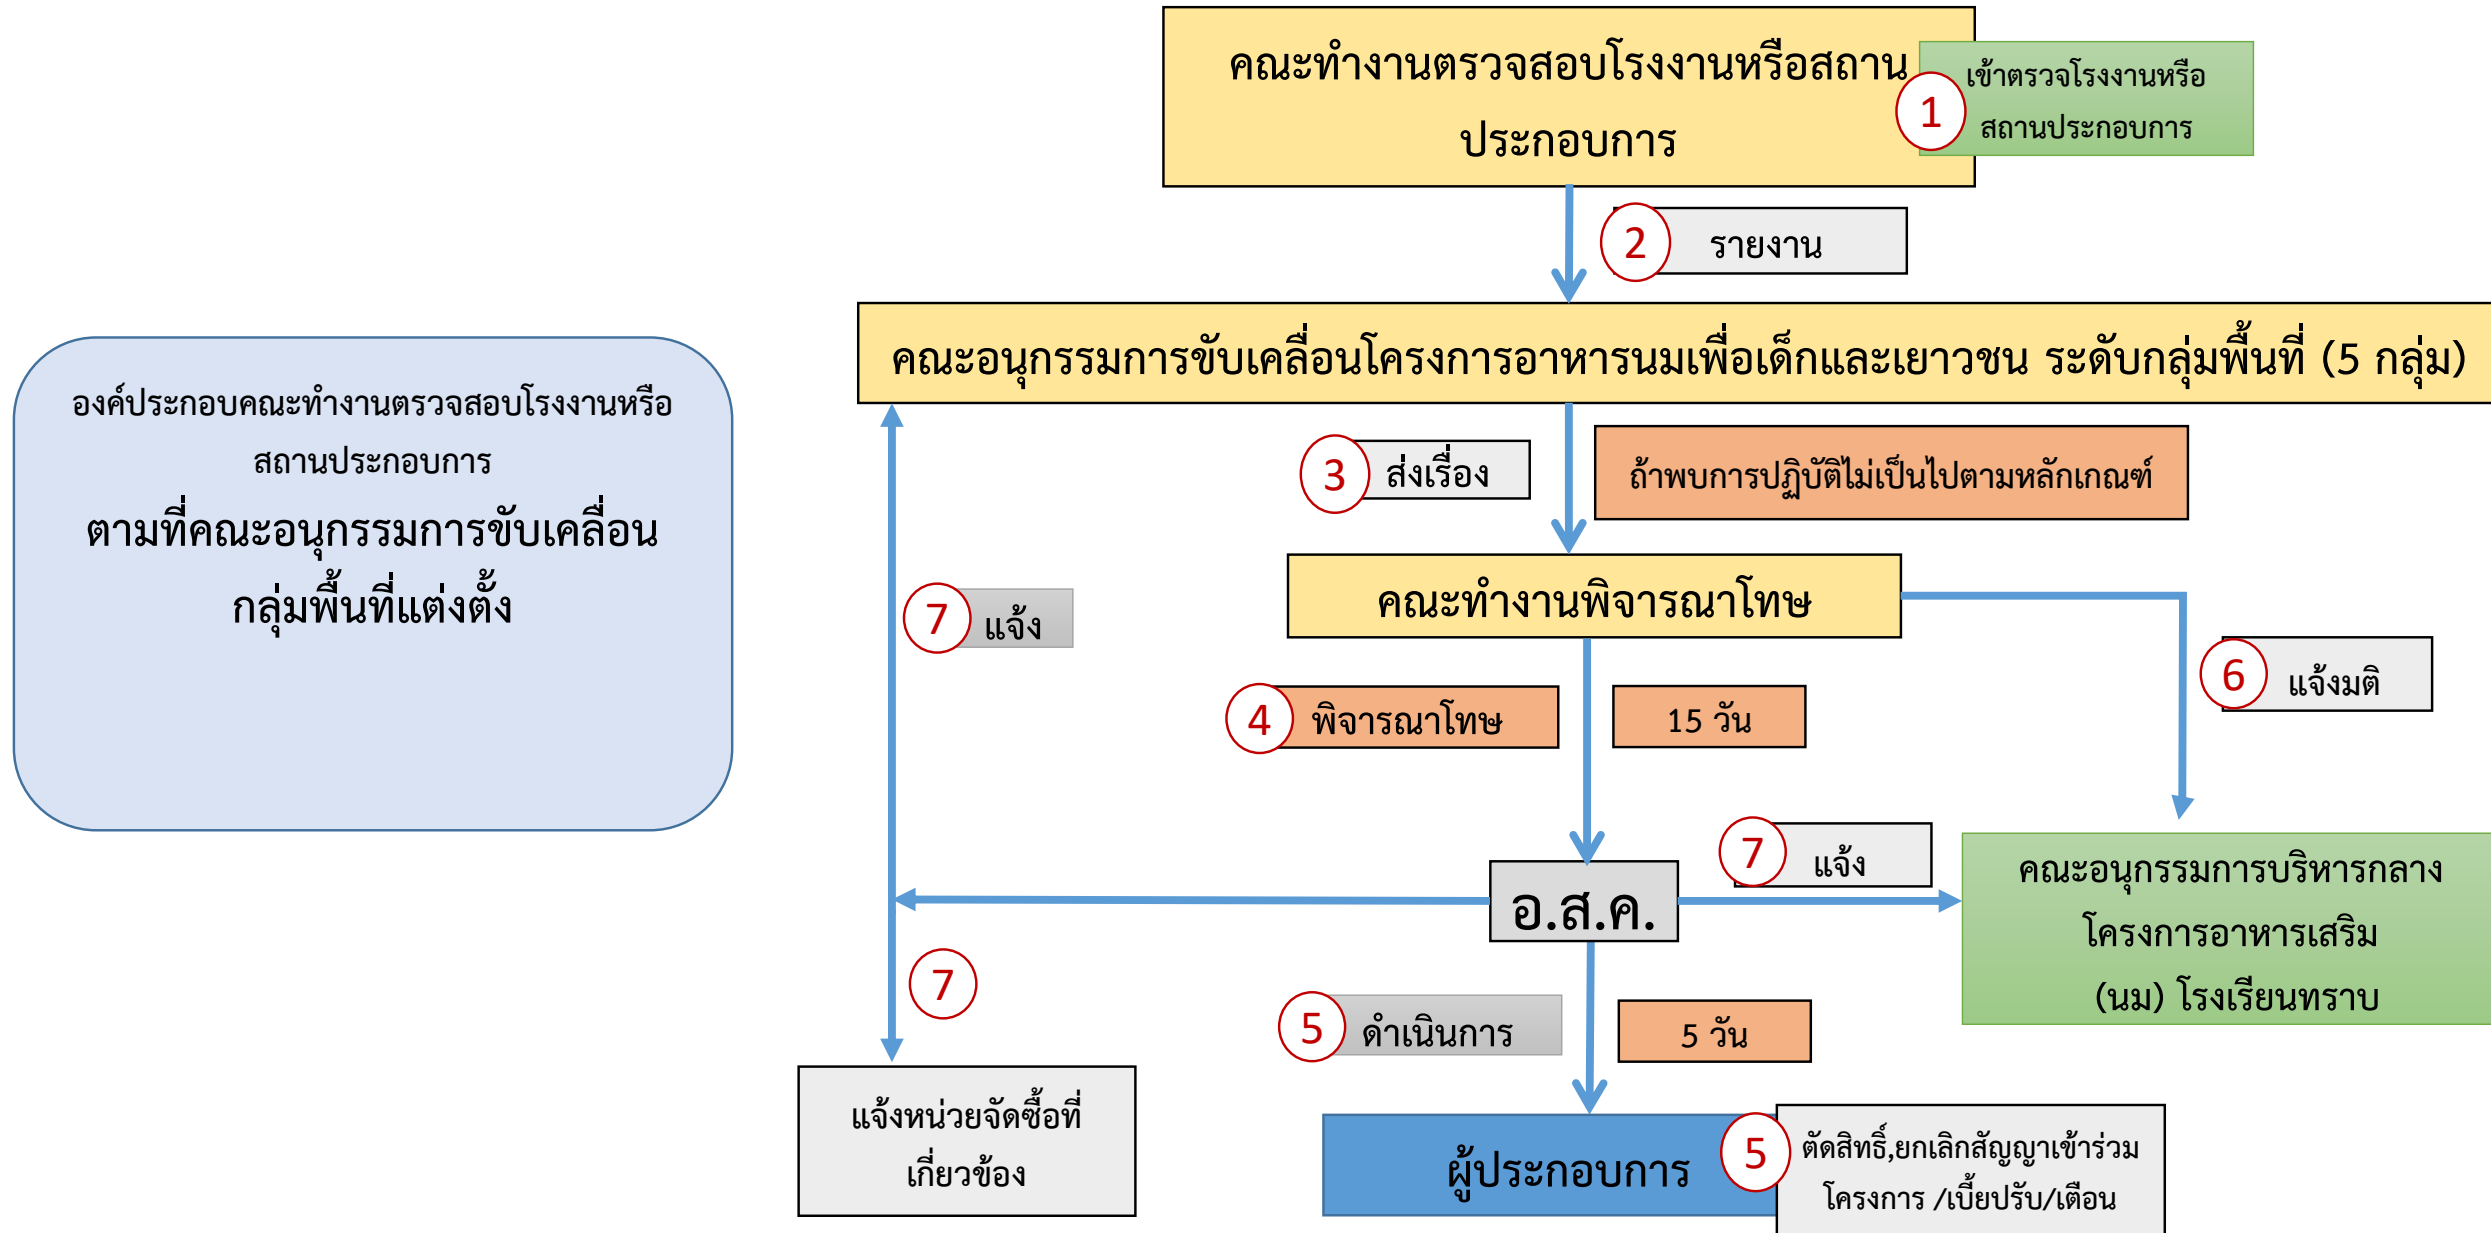 คณะทำงานตรวจสอบโรงงานหรือสถาน
ประกอบการ
1
เข้าตรวจโรงงานหรือ
สถานประกอบการ
2
รายงาน
คณะอนุกรรมการขับเคลื่อนโครงการอาหารนมเพื่อเด็กและเยาวชน ระดับกลุ่มพื้นที่ (5 กลุ่ม)
องค์ประกอบคณะทำงานตรวจสอบโรงงานหรือ
สถานประกอบการ
ตามที่คณะอนุกรรมการขับเคลื่อน
กลุ่มพื้นที่แต่งตั้ง
3
ส่งเรื่อง
ถ้าพบการปฏิบัติไม่เป็นไปตามหลักเกณฑ์
คณะทำงานพิจารณาโทษ
7
แจ้ง
6
แจ้งมติ
4
พิจารณาโทษ
15 วัน
7
แจ้ง
อ.ส.ค.
คณะอนุกรรมการบริหารกลาง
โครงการอาหารเสริม
(นม) โรงเรียนทราบ
7
5
ดำเนินการ
5 วัน
แจ้งหน่วยจัดซื้อที่
เกี่ยวข้อง
ผู้ประกอบการ
5
ตัดสิทธิ์,ยกเลิกสัญญาเข้าร่วม
โครงการ /เบี้ยปรับ/เตือน